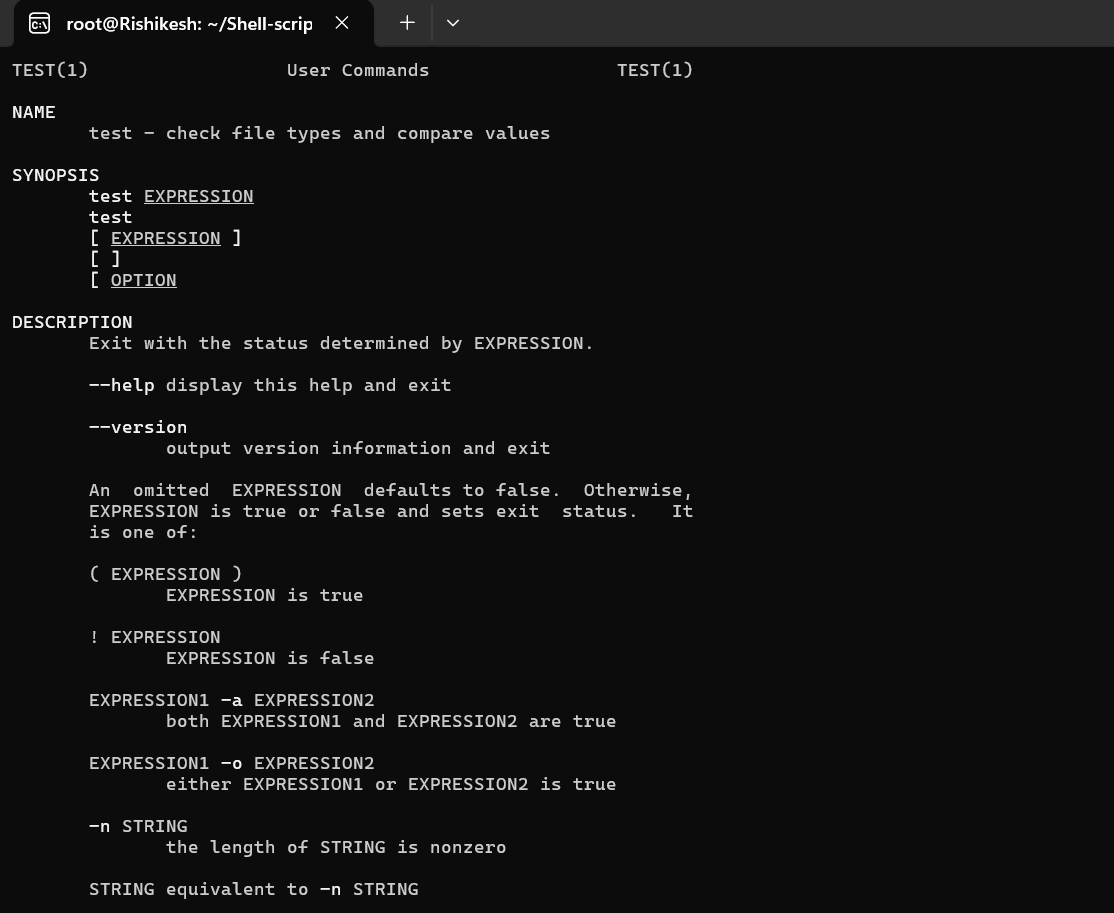 root@Rishikesh: ~/Shell-scrip
TEST(1) User Commands TEST(1)
NAME
test - check file types and compare values
SYNOPSIS
test EXPRESSION
test
[ EXPRESSION ]
[ ]
[ OPTION
DESCRIPTION
Exit with the status determined by EXPRESSION.
--help display this help and exit
--version
output version information and exit
An omitted EXPRESSION defaults to false. Otherwise,
EXPRESSION is true or false and sets exit status. It
is one of:
( EXPRESSION )
EXPRESSION is true
! EXPRESSION
EXPRESSION is false
EXPRESSION1 -a EXPRESSION2
both EXPRESSION1 and EXPRESSION2 are true
EXPRESSION1 -o EXPRESSION2
either EXPRESSION1 or EXPRESSION2 is true
-n STRING
the length of STRING is nonzero
STRING equivalent to -n STRING